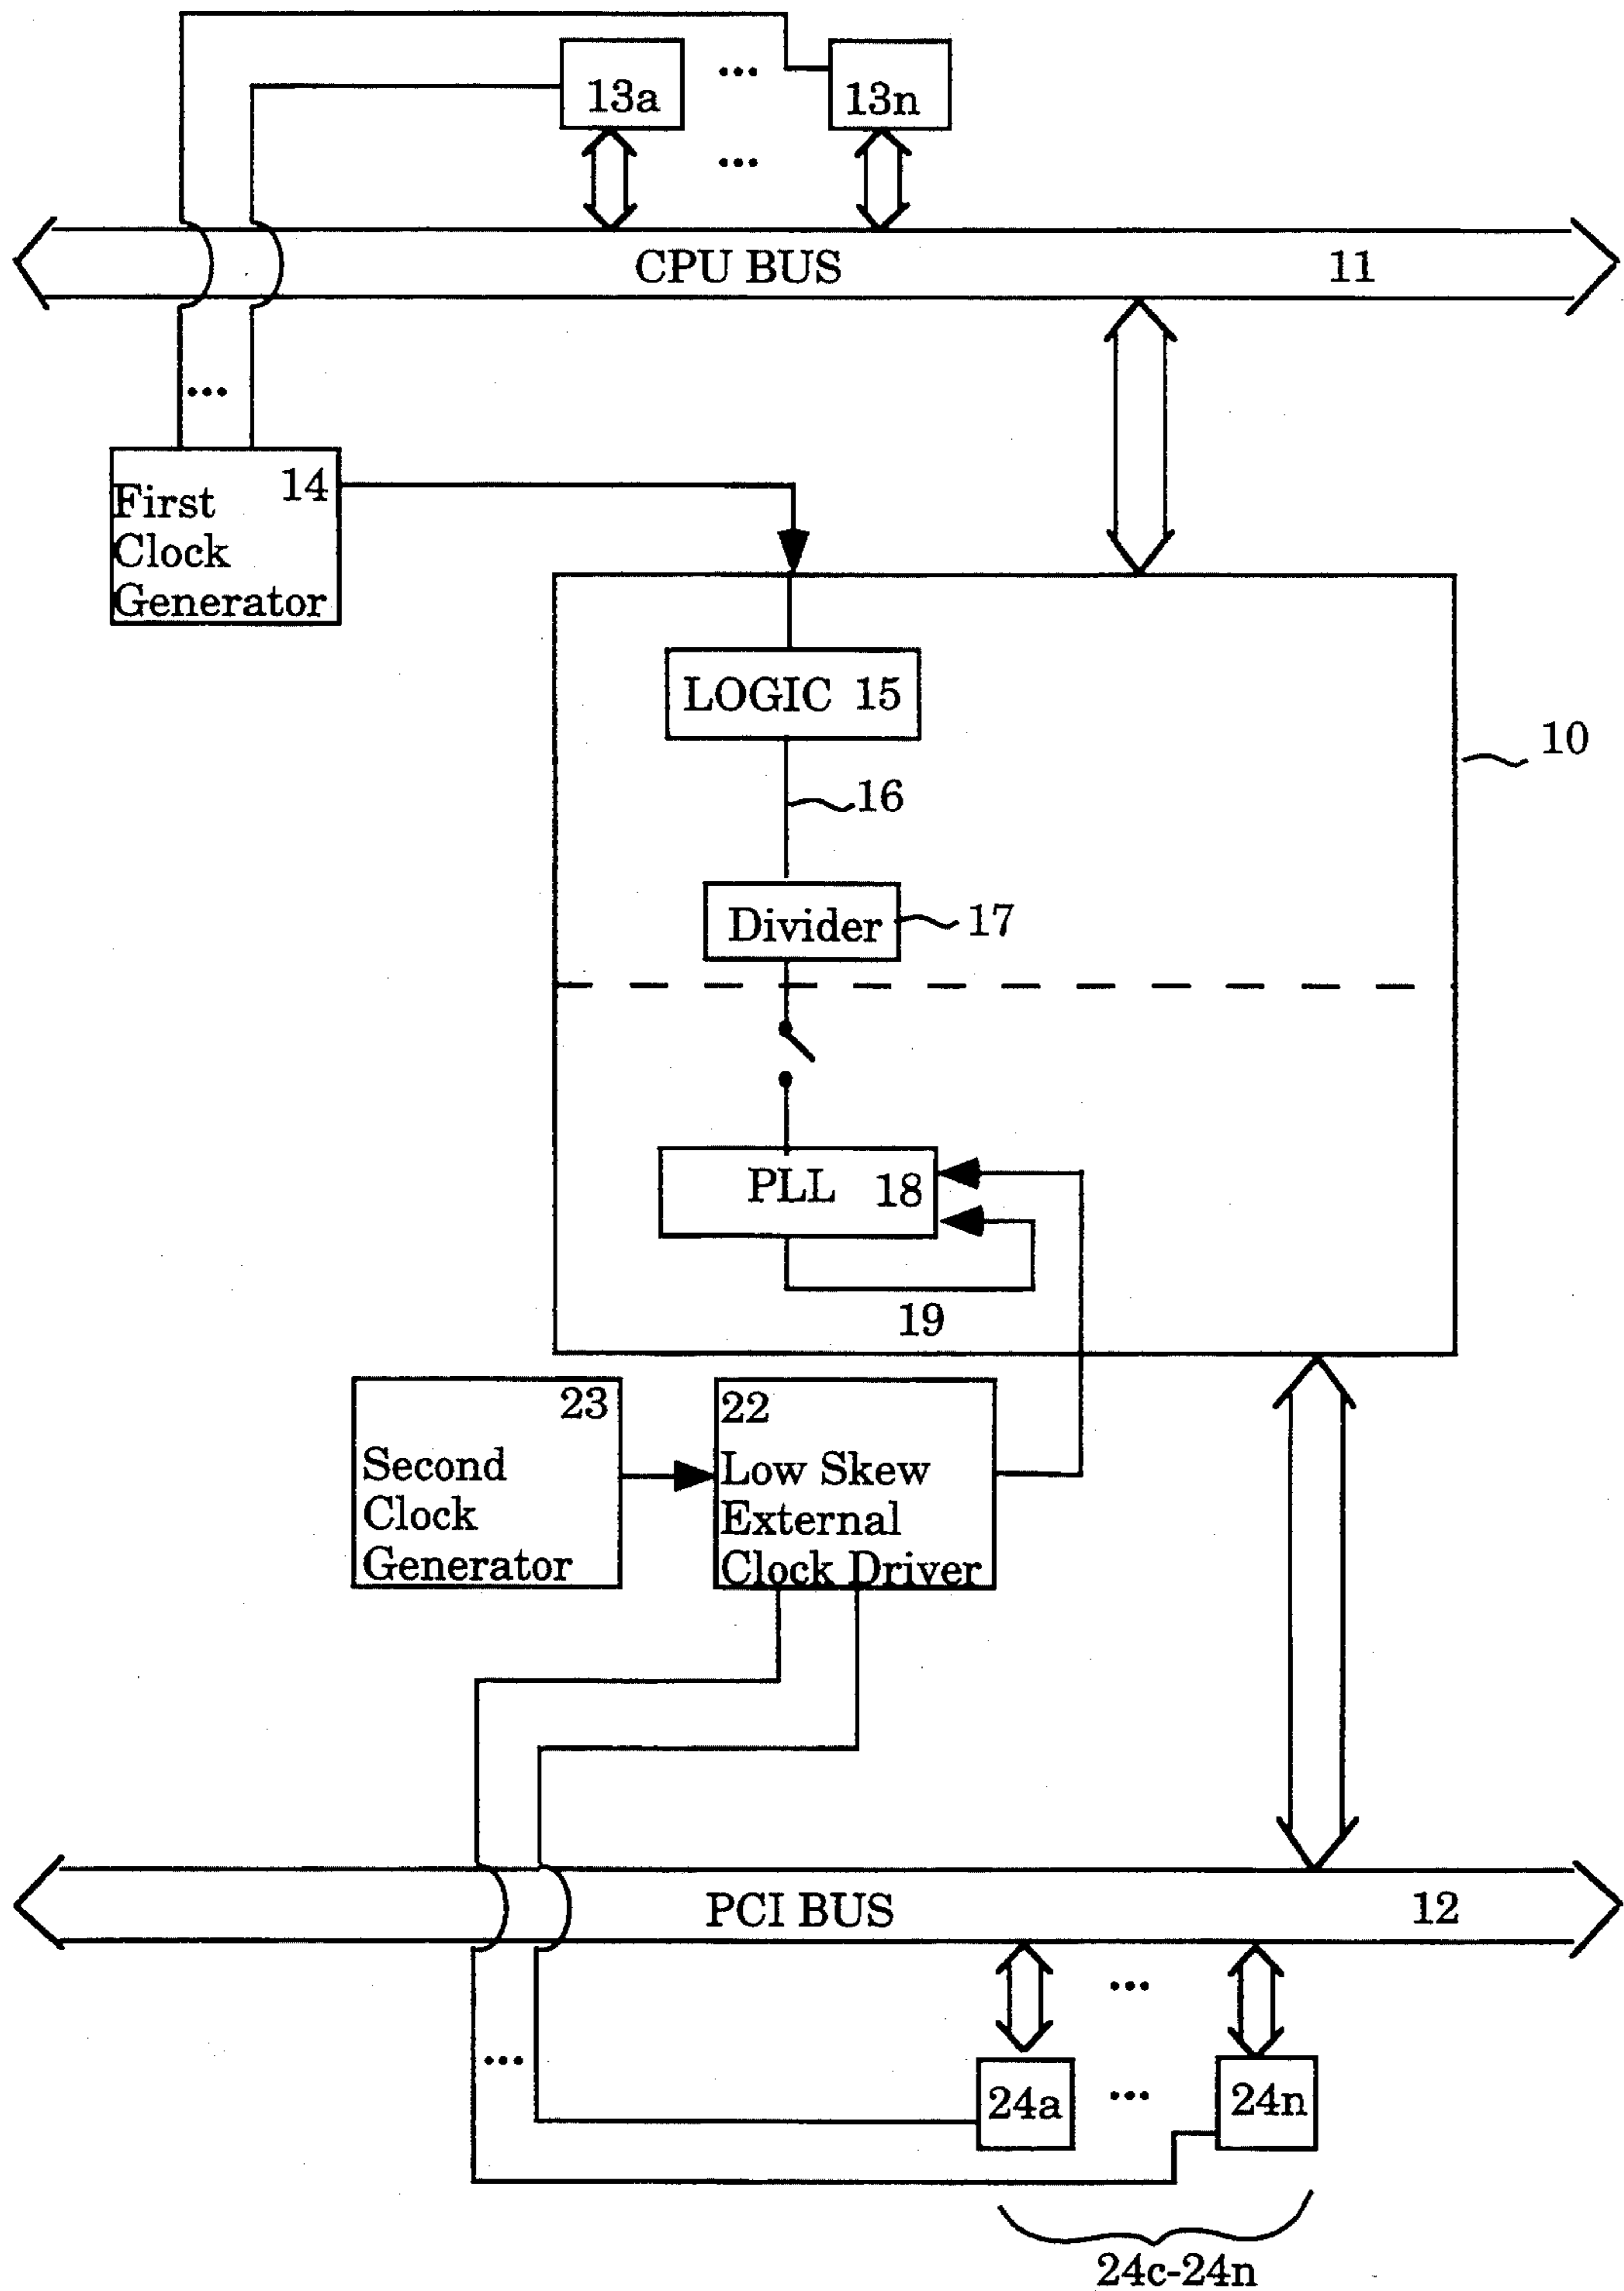 13a
...
13n
...
CPU BUS
11
...
14
First
Clock
Generator
LOGIC 15
10
16
Divider
17
PLL 18
19
23
Second
Clock
Generator
22
Low Skew
External
Clock Driver
PCI BUS
12
...
...
24a
...
24n
24c-24n